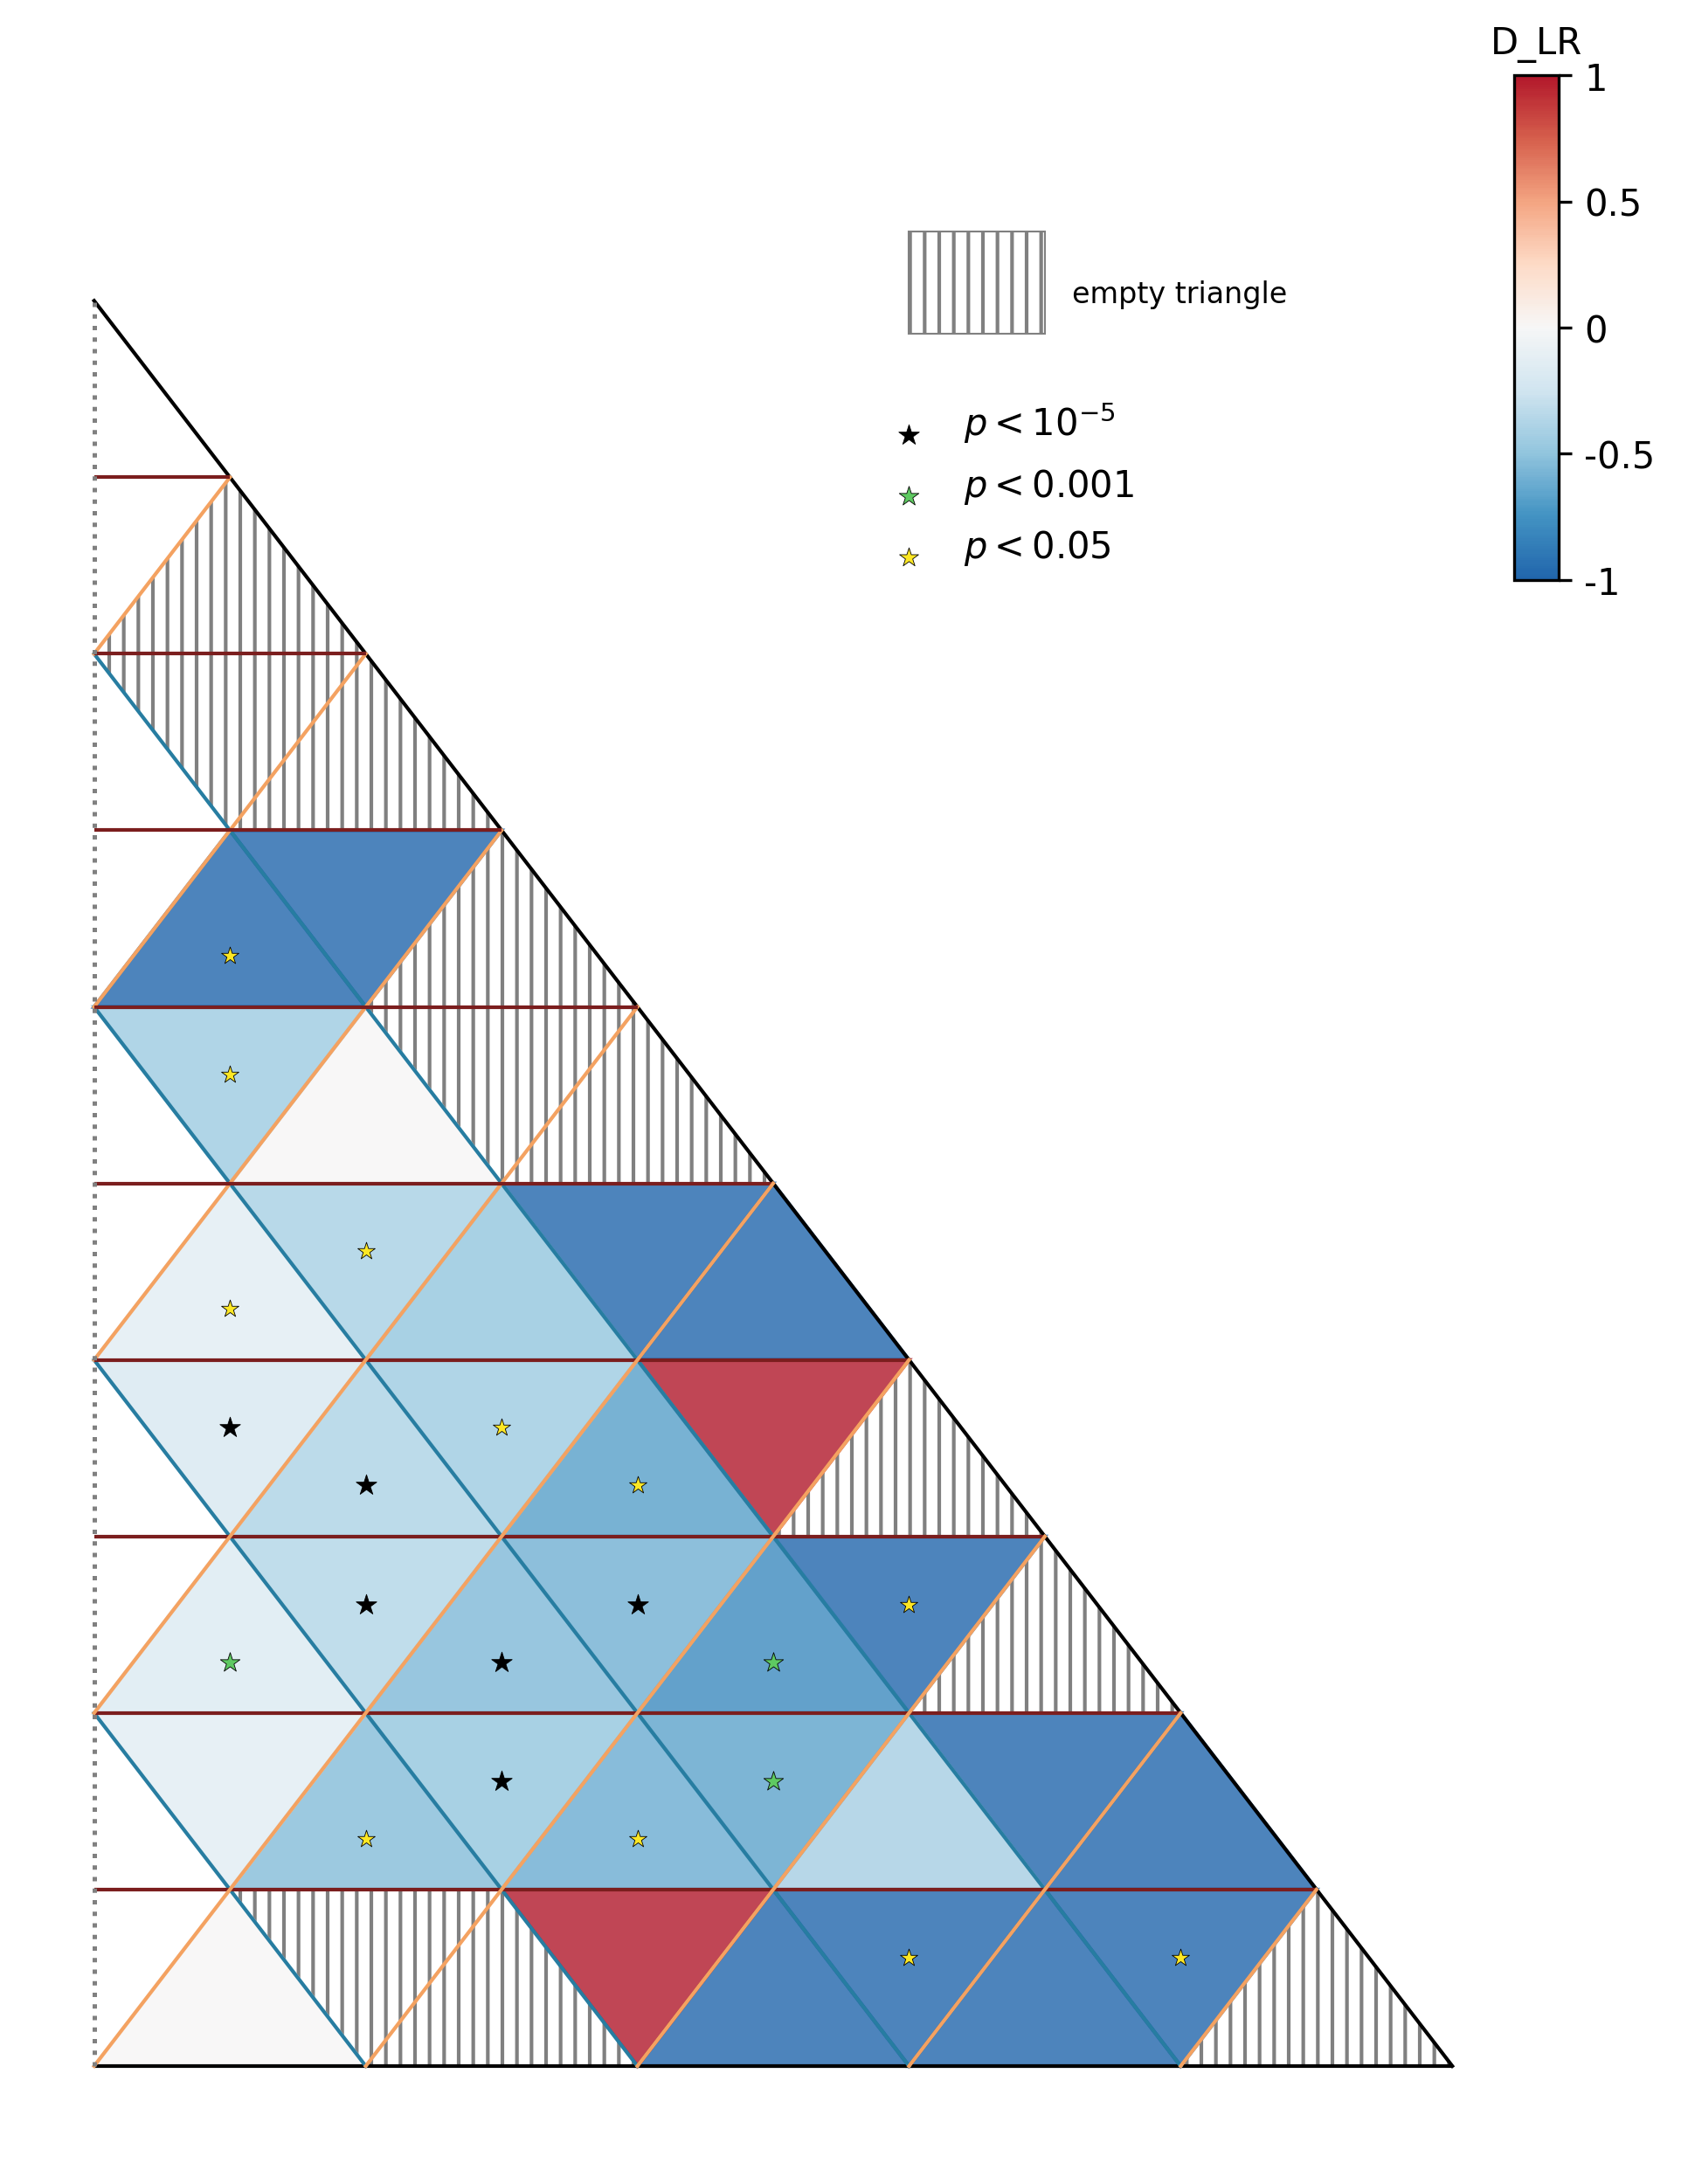 D_LR
1
0.5
0
-0.5
-1
empty triangle
p < 10⁻⁵
p < 0.001
p < 0.05